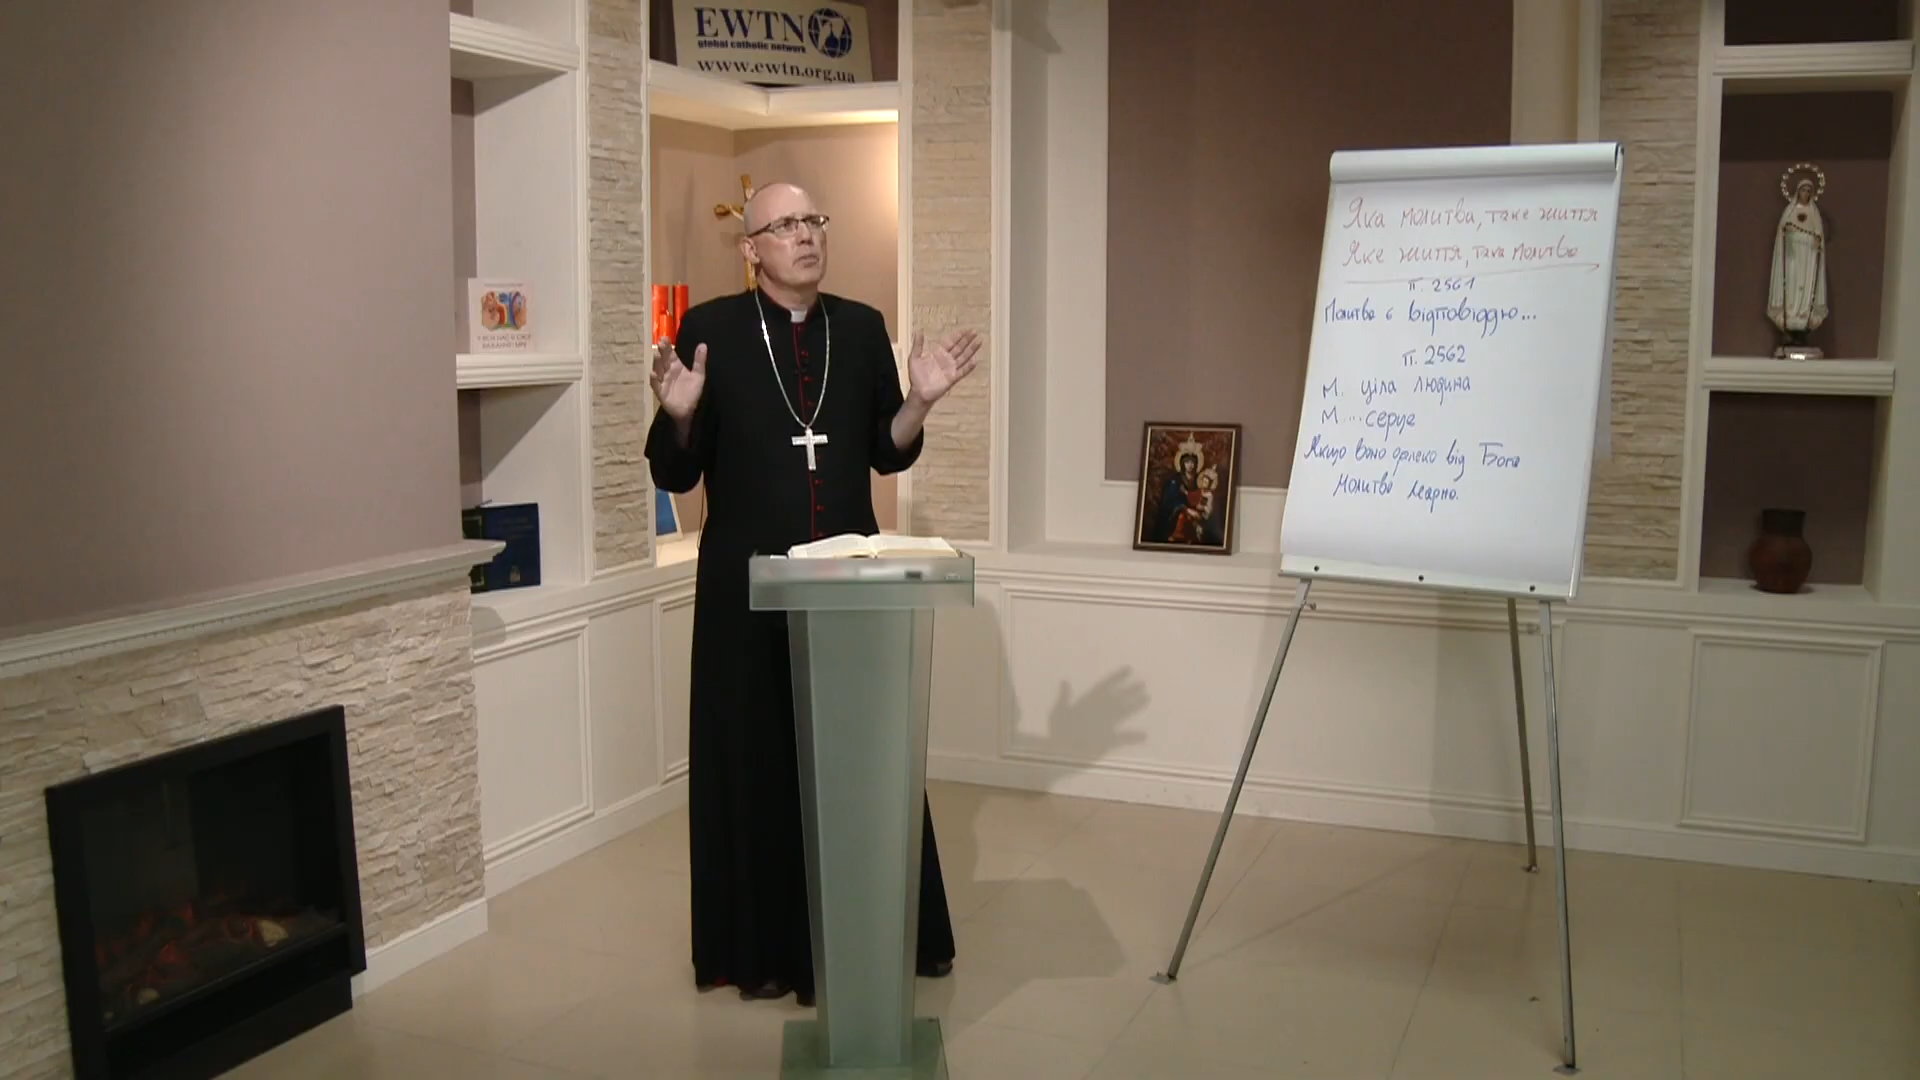 EWTN
global catholic network
www.ewtn.org.ua
Яка молитва, таке життя
Яке життя, така молитва
п. 2561
Молитва є відповіддю...
п. 2562
М. ціла людина
М... серце
Якщо воно далеко від Бога
Молитва марна.